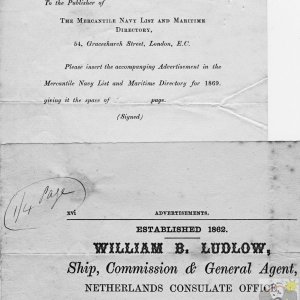 To the Publisher of
THE MERCANTILE NAVY LIST AND MARITIME
DIRECTORY,
54, Gracechurch Street, London, E.C.
Please insert the accompanying Advertisement in the
Mercantile Navy List and Maritime Directory for 1869,
giving it the space of page.
(Signed)
1/4 Page
xvi ADVERTISEMENTS.
ESTABLISHED 1862.
WILLIAM B. LUDLOW,
Ship, Commission & General Agent,
NETHERLANDS CONSULATE OFFICE